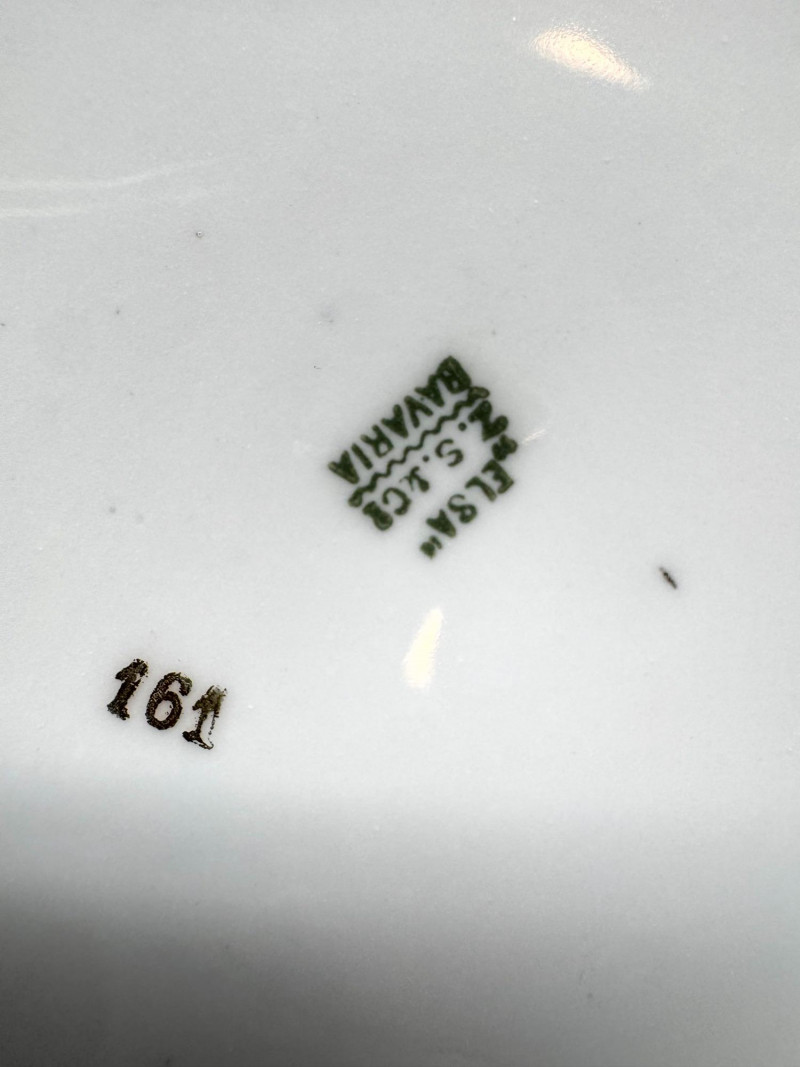 „ELSA“
Z. S. & Co
BAVARIA
161